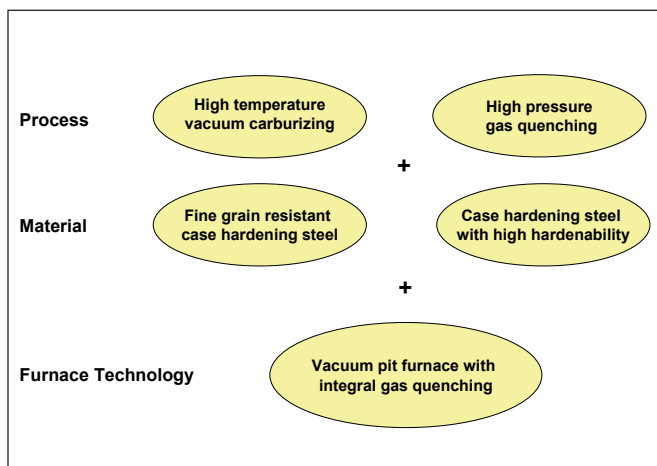 Process
High temperature
vacuum carburizing
High pressure
gas quenching
+
Material
Fine grain resistant
case hardening steel
Case hardening steel
with high hardenability
+
Furnace Technology
Vacuum pit furnace with
integral gas quenching